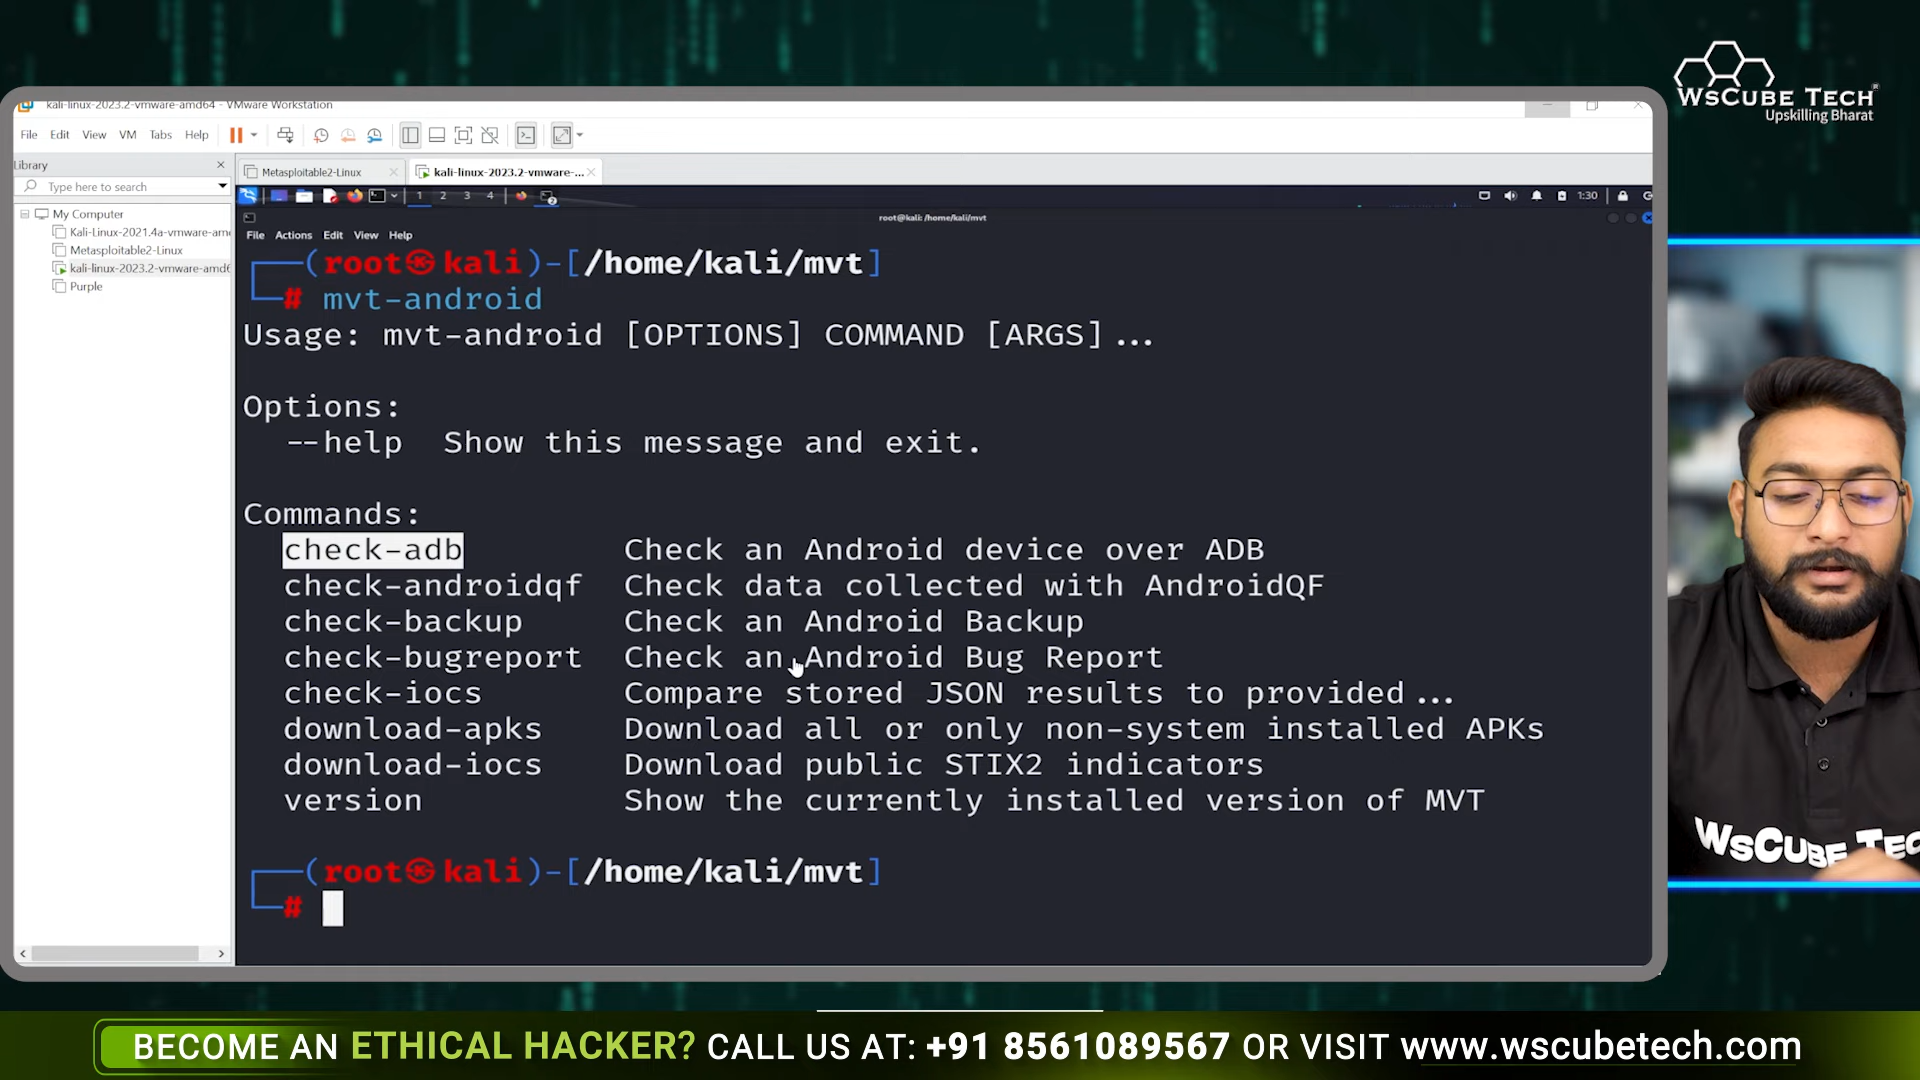 WsCube Tech®
Upskilling Bharat
kali-linux-2023.2-vmware-amd64 - VMware Workstation
File Edit View VM Tabs Help
Library
Type here to search
My Computer
Kali-Linux-2021.4a-vmware-am
Metasploitable2-Linux
kali-linux-2023.2-vmware-amd6
Purple
Metasploitable2-Linux
kali-linux-2023.2-vmware-...
1 2 3 4
1:30
root@kali: /home/kali/mvt
File Actions Edit View Help
(root㉿kali)-[/home/kali/mvt]
# mvt-android
Usage: mvt-android [OPTIONS] COMMAND [ARGS]...
Options:
--help Show this message and exit.
Commands:
check-adb Check an Android device over ADB
check-androidqf Check data collected with AndroidQF
check-backup Check an Android Backup
check-bugreport Check an Android Bug Report
check-iocs Compare stored JSON results to provided...
download-apks Download all or only non-system installed APKs
download-iocs Download public STIX2 indicators
version Show the currently installed version of MVT
(root㉿kali)-[/home/kali/mvt]
#
WsCube Tec
BECOME AN ETHICAL HACKER? CALL US AT: +91 8561089567 OR VISIT www.wscubetech.com